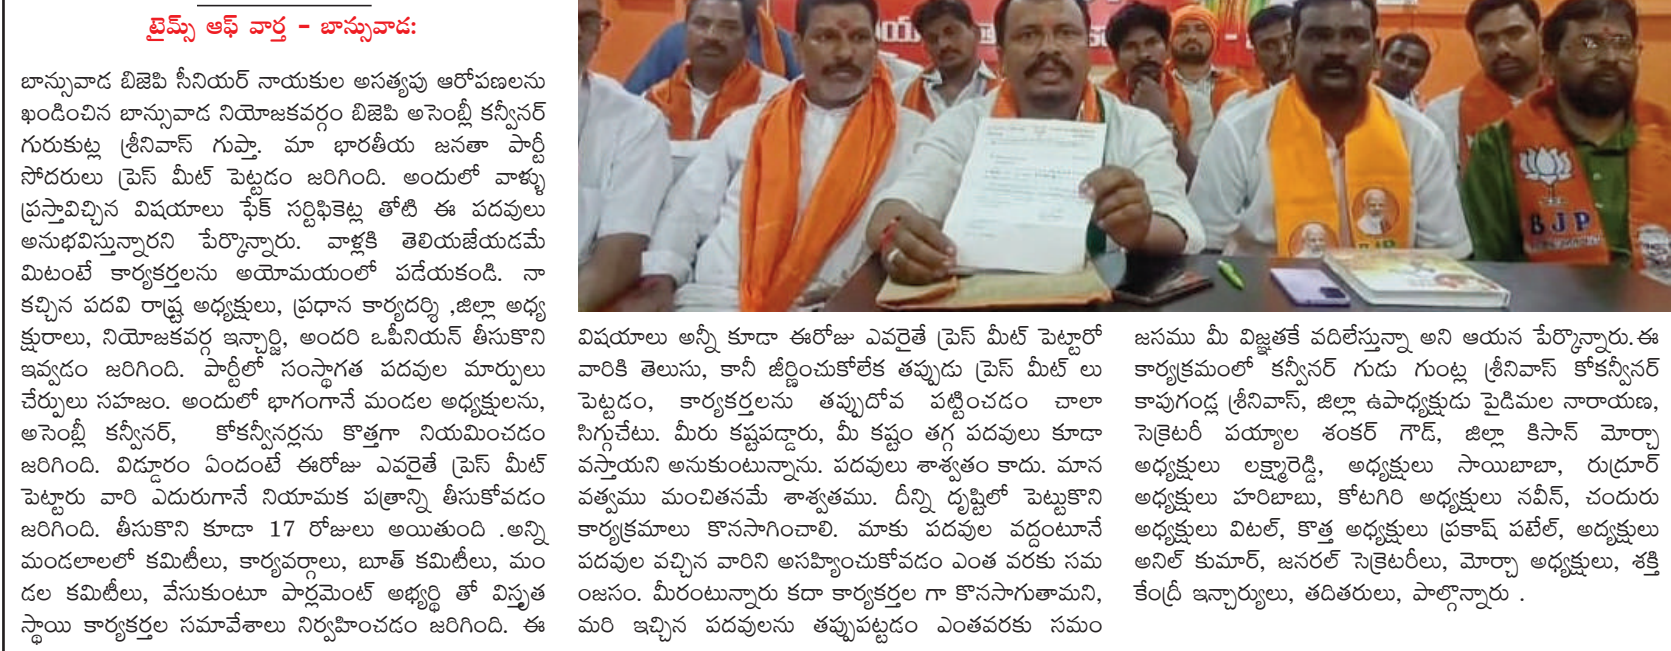 టైమ్స్ ఆఫ్ వార్త - బాన్సువాడ:
బాన్సువాడ బిజెపి సీనియర్ నాయకుల అసత్యపు ఆరోపణలను
ఖండించిన బాన్సువాడ నియోజకవర్గం బిజెపి అసెంబ్లీ కన్వీనర్
గురుకుట్ల శ్రీనివాస్ గుప్తా. మా భారతీయ జనతా పార్టీ
సోదరులు ప్రెస్ మీట్ పెట్టడం జరిగింది. అందులో వాళ్ళు
ప్రస్తావిచ్చిన విషయాలు ఫేక్ సర్టిఫికెట్ల తోటి ఈ పదవులు
అనుభవిస్తున్నారని పేర్కొన్నారు. వాళ్లకి తెలియజేయడమే
మిటంటే కార్యకర్తలను అయోమయంలో పడేయకండి. నా
కచ్చిన పదవి రాష్ట్ర అధ్యక్షులు, ప్రధాన కార్యదర్శి ,జిల్లా అధ్య
క్షురాలు, నియోజకవర్గ ఇన్చార్జి, అందరి ఒపీనియన్ తీసుకొని
ఇవ్వడం జరిగింది. పార్టీలో సంస్థాగత పదవుల మార్పులు
చేర్పులు సహజం. అందులో భాగంగానే మండల అధ్యక్షులను,
అసెంబ్లీ కన్వీనర్, కోకన్వీనర్లను కొత్తగా నియమించడం
జరిగింది. విడ్డూరం ఏందంటే ఈరోజు ఎవరైతే ప్రెస్ మీట్
పెట్టారు వారి ఎదురుగానే నియామక పత్రాన్ని తీసుకోవడం
జరిగింది. తీసుకొని కూడా 17 రోజులు అయితుంది .అన్ని
మండలాలలో కమిటీలు, కార్యవర్గాలు, బూత్ కమిటీలు, మం
డల కమిటీలు, వేసుకుంటూ పార్లమెంట్ అభ్యర్థి తో విస్తృత
స్థాయి కార్యకర్తల సమావేశాలు నిర్వహించడం జరిగింది. ఈ
BJP
BJP
విషయాలు అన్నీ కూడా ఈరోజు ఎవరైతే ప్రెస్ మీట్ పెట్టారో
వారికి తెలుసు, కానీ జీర్ణించుకోలేక తప్పుడు ప్రెస్ మీట్ లు
పెట్టడం, కార్యకర్తలను తప్పుదోవ పట్టించడం చాలా
సిగ్గుచేటు. మీరు కష్టపడ్డారు, మీ కష్టం తగ్గ పదవులు కూడా
వస్తాయని అనుకుంటున్నాను. పదవులు శాశ్వతం కాదు. మాన
వత్వము మంచితనమే శాశ్వతము. దీన్ని దృష్టిలో పెట్టుకొని
కార్యక్రమాలు కొనసాగించాలి. మాకు పదవుల వద్దంటూనే
పదవుల వచ్చిన వారిని అసహ్యించుకోవడం ఎంత వరకు సమ
ంజసం. మీరంటున్నారు కదా కార్యకర్తల గా కొనసాగుతామని,
మరి ఇచ్చిన పదవులను తప్పుపట్టడం ఎంతవరకు సమం
జసము మీ విజ్ఞతకే వదిలేస్తున్నా అని ఆయన పేర్కొన్నారు.ఈ
కార్యక్రమంలో కన్వీనర్ గుడు గుంట్ల శ్రీనివాస్ కోకన్వీనర్
కాపుగండ్ల శ్రీనివాస్, జిల్లా ఉపాధ్యక్షుడు పైడిమల నారాయణ,
సెక్రెటరీ పయ్యాల శంకర్ గౌడ్, జిల్లా కిసాన్ మోర్చా
అధ్యక్షులు లక్ష్మారెడ్డి, అధ్యక్షులు సాయిబాబా, రుద్రూర్
అధ్యక్షులు హరిబాబు, కోటగిరి అధ్యక్షులు నవీన్, చందురు
అధ్యక్షులు విటల్, కొత్త అధ్యక్షులు ప్రకాష్ పటేల్, అద్యక్షులు
అనిల్ కుమార్, జనరల్ సెక్రెటరీలు, మోర్చా అధ్యక్షులు, శక్తి
కేంద్రీ ఇన్చార్యులు, తదితరులు, పాల్గొన్నారు .